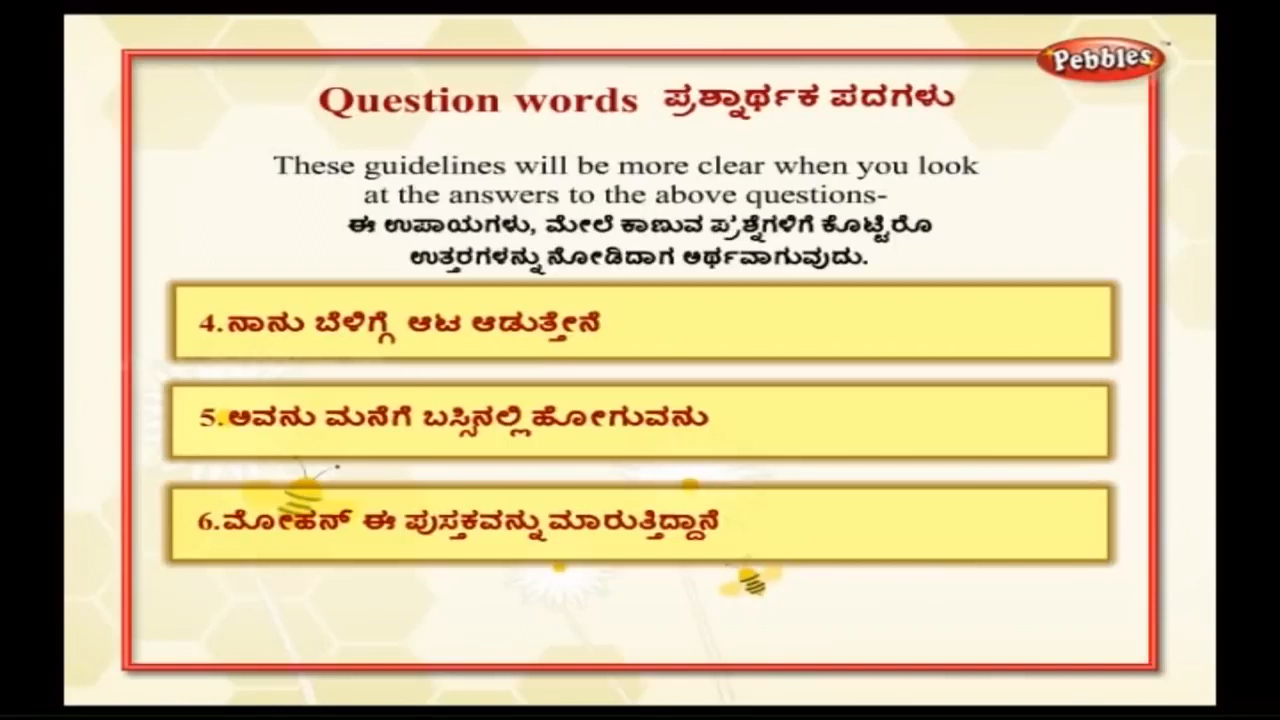 Pebbles™
Question words ಪ್ರಶ್ನಾರ್ಥಕ ಪದಗಳು
These guidelines will be more clear when you look
at the answers to the above questions-
ಈ ಉಪಾಯಗಳು, ಮೇಲೆ ಕಾಣುವ ಪ್ರಶ್ನೆಗಳಿಗೆ ಕೊಟ್ಟಿರೊ
ಉತ್ತರಗಳನ್ನು ನೋಡಿದಾಗ ಅರ್ಥವಾಗುವುದು.
4.ನಾನು ಬೆಳಿಗ್ಗೆ ಆಟ ಆಡುತ್ತೇನೆ
5.ಅವನು ಮನೆಗೆ ಬಸ್ಸಿನಲ್ಲಿ ಹೋಗುವನು
6.ಮೋಹನ್ ಈ ಪುಸ್ತಕವನ್ನು ಮಾರುತ್ತಿದ್ದಾನೆ